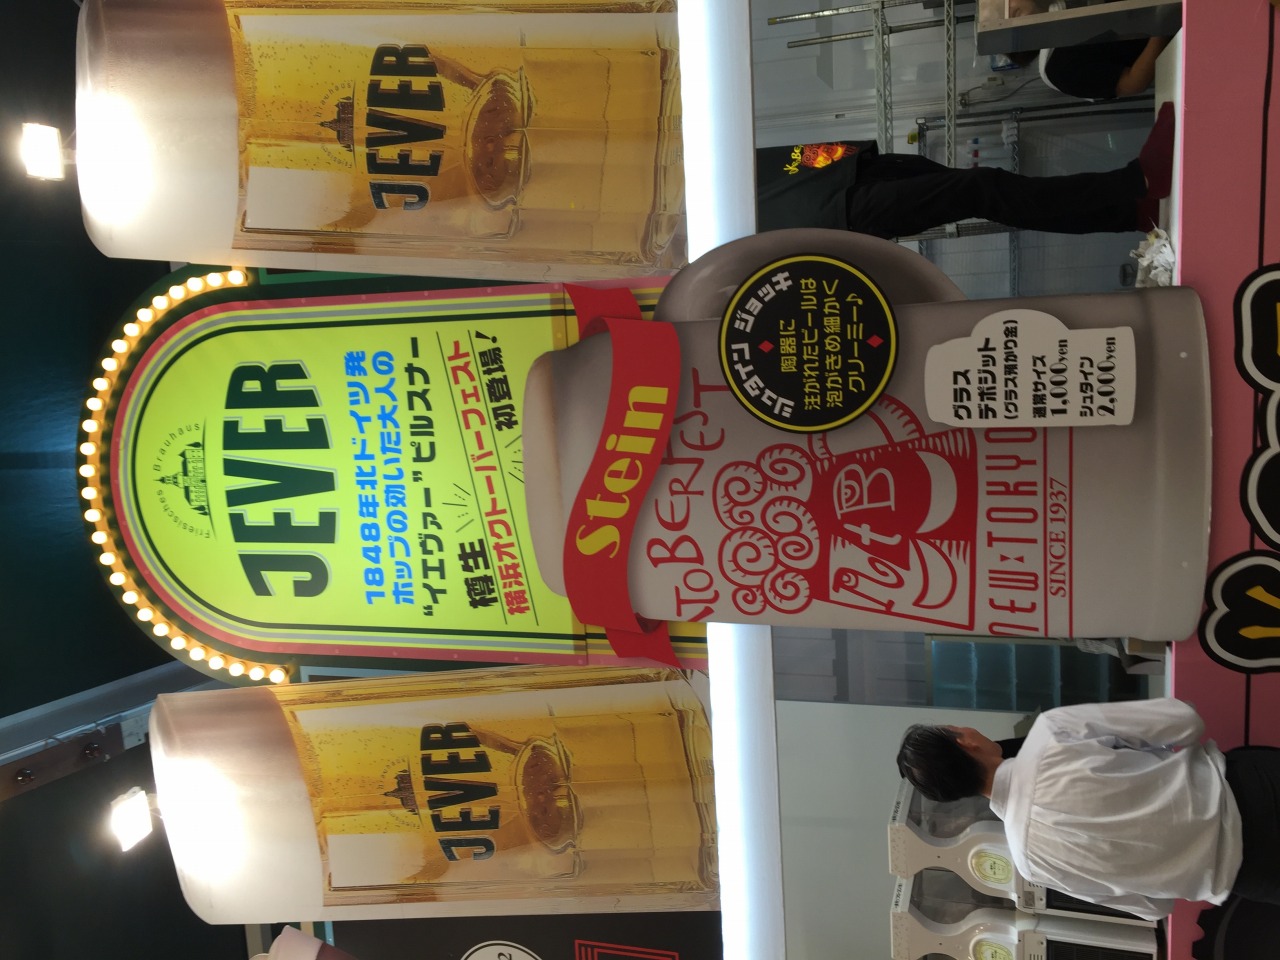 JEVER
Friesisches Brauhaus
JEVER
1848年北ドイツ発
ホップの効いた大人の
“イエヴァー”ピルスナー
樽生
横浜オクトーバーフェスト
初登場!
JEVER
Stein
シュタイン ジョッキ
陶器に
注がれたビールは
泡がきめ細かく
クリーミー♪
グラス
デポジット
(グラス預かり金)
通常サイズ
1,000yen
シュタイン
2,000yen
NEW TOKYO
SINCE 1937